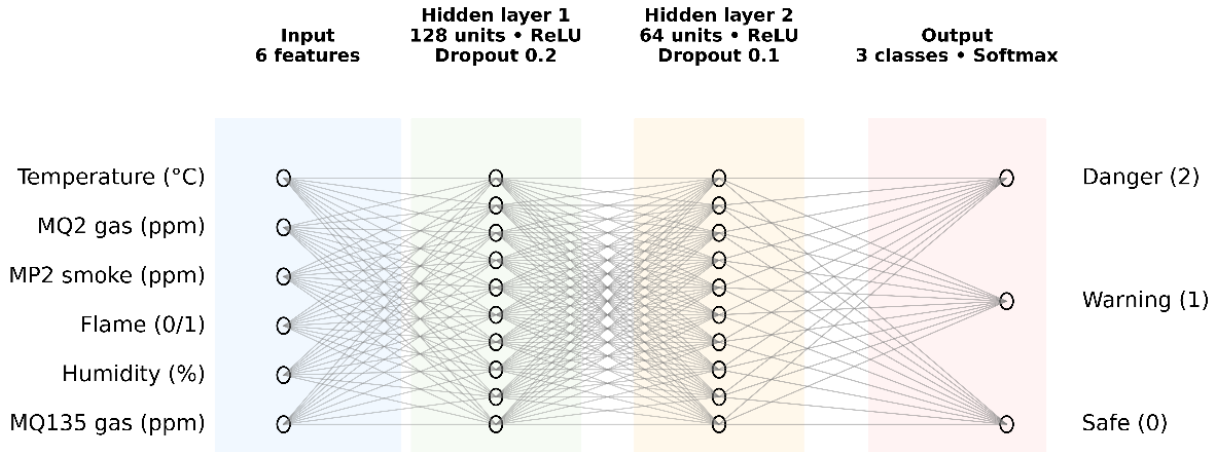 Input
6 features
Hidden layer 1
128 units • ReLU
Dropout 0.2
Hidden layer 2
64 units • ReLU
Dropout 0.1
Output
3 classes • Softmax
Temperature (°C)
MQ2 gas (ppm)
MP2 smoke (ppm)
Flame (0/1)
Humidity (%)
MQ135 gas (ppm)
Danger (2)
Warning (1)
Safe (0)